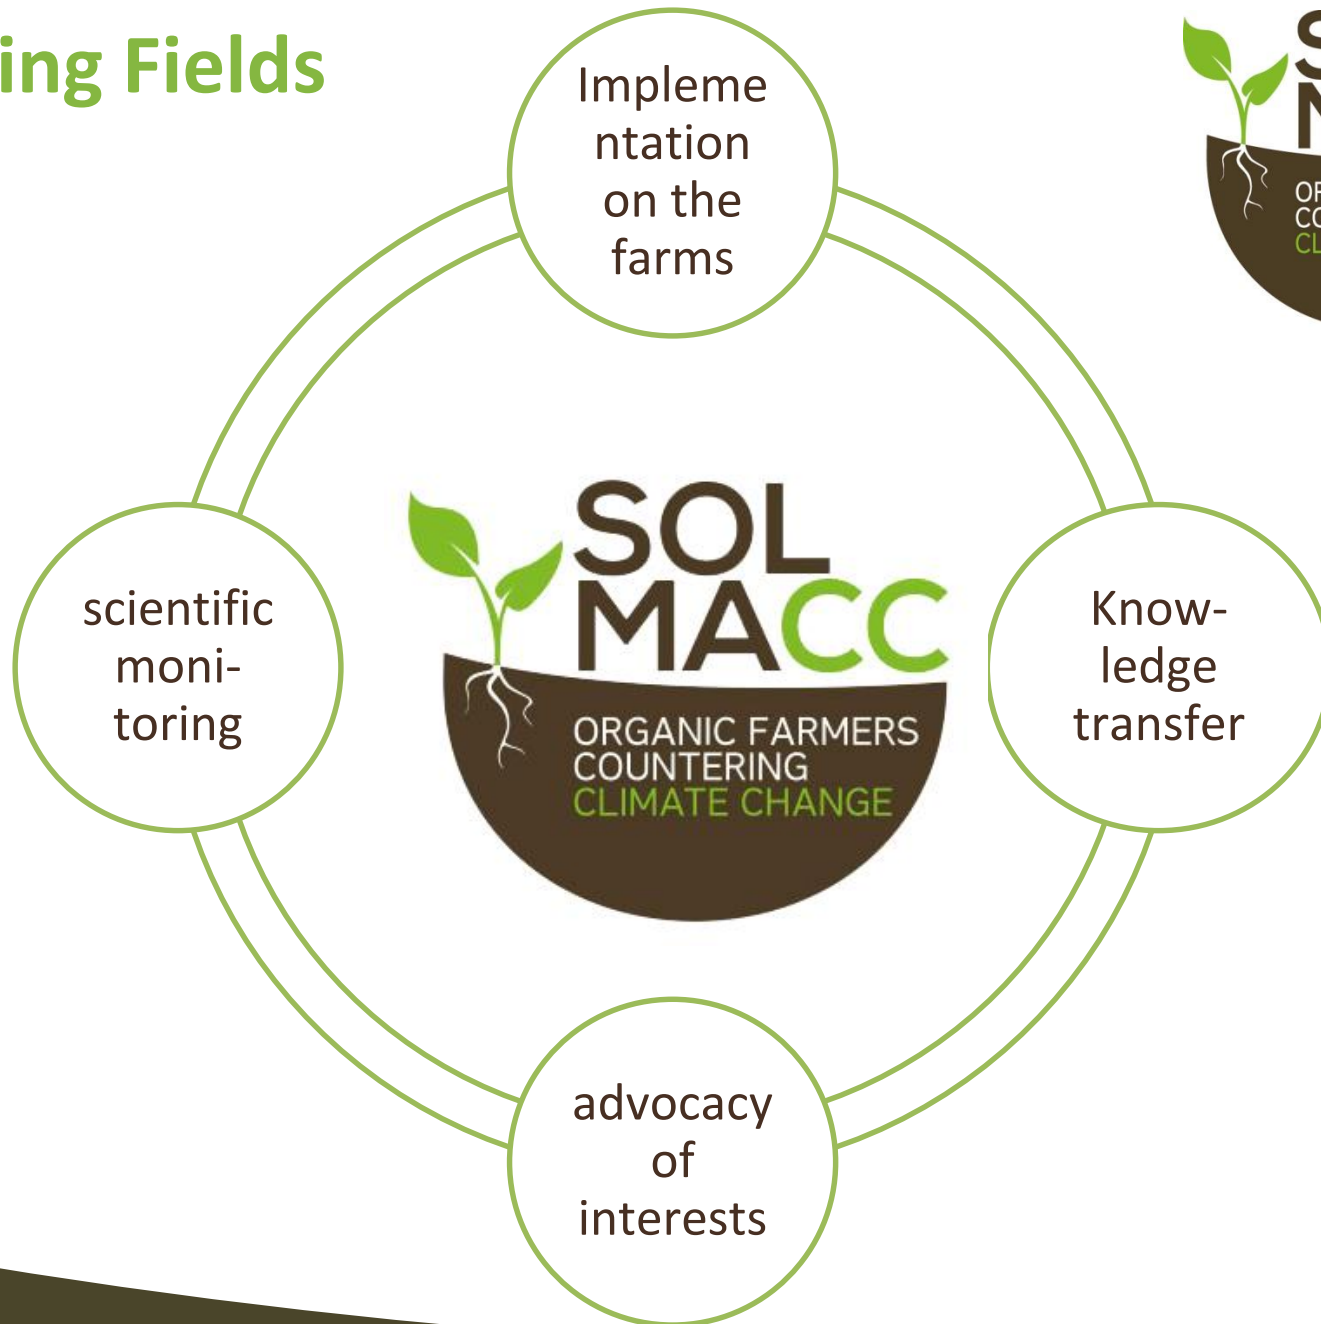 ing Fields
Impleme
ntation
on the
farms
scientific
moni-
toring
SOL
MACC
ORGANIC FARMERS
COUNTERING
CLIMATE CHANGE
Know-
ledge
transfer
advocacy
of
interests